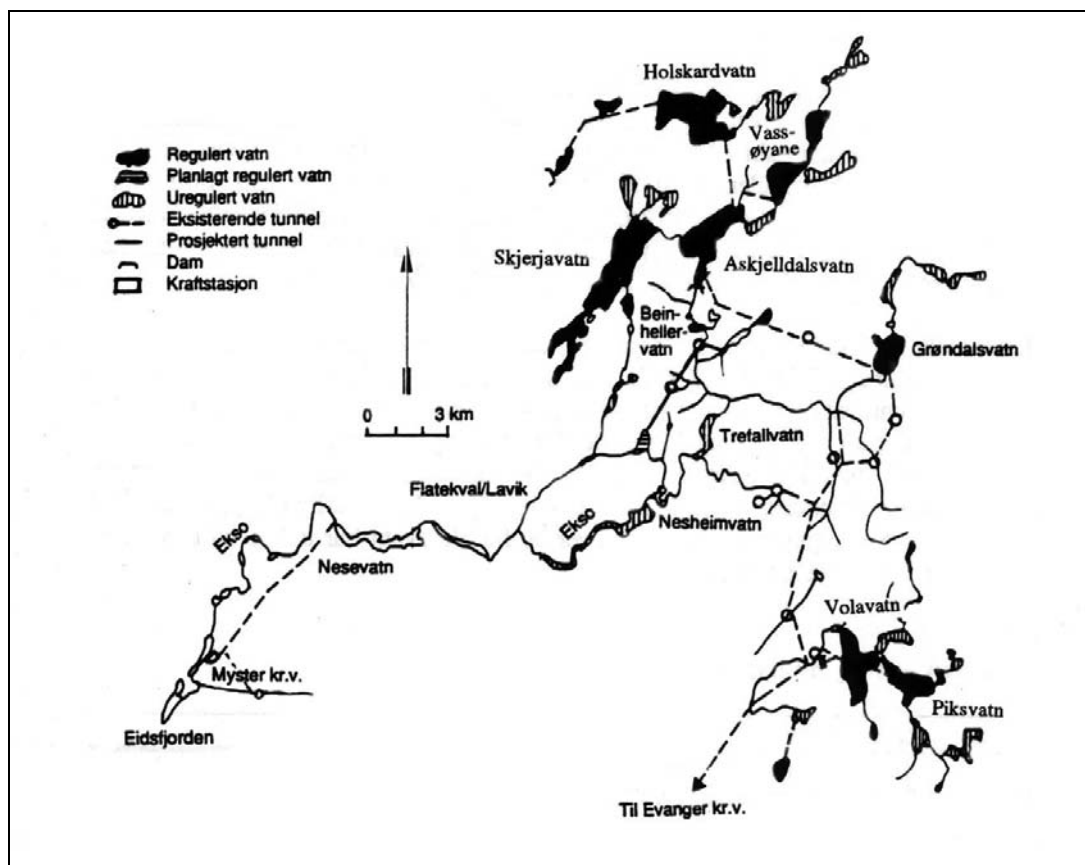 Holskardvatn
Vass-
øyane
Regulert vatn
Planlagt regulert vatn
Uregulert vatn
Eksisterende tunnel
Prosjektert tunnel
Dam
Kraftstasjon
Skjerjavatn
Askjelldalsvatn
Bein-
heller-
vatn
Grøndalsvatn
0 3 km
Trefallvatn
Flatekval/Lavik
Ekso
Nesheimvatn
Ekso
Nesevatn
Volavatn
Myster kr.v.
Piksvatn
Eidsfjorden
Til Evanger kr.v.